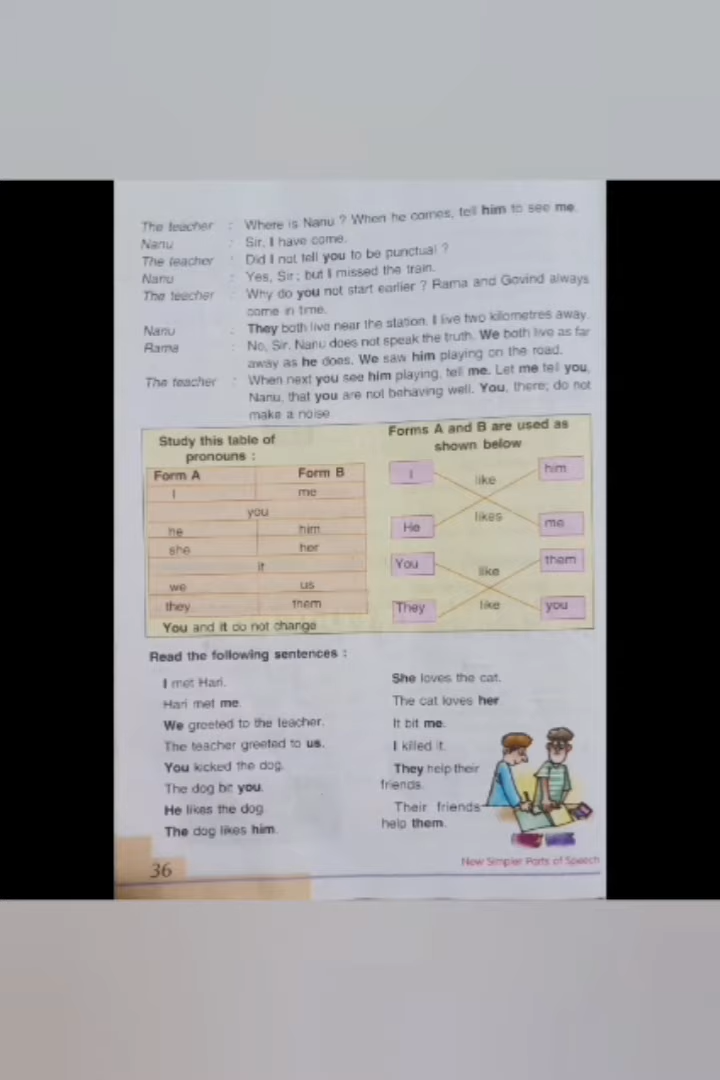 The teacher : Where is Nanu ? When he comes, tell him to see me.
Nanu : Sir, I have come.
The teacher : Did I not tell you to be punctual ?
Nanu : Yes, Sir; but I missed the train.
The teacher : Why do you not start earlier ? Rama and Govind always
come in time.
Nanu : They both live near the station. I live two kilometres away.
Rama : No, Sir. Nanu does not speak the truth. We both live as far
away as he does. We saw him playing on the road.
The teacher : When next you see him playing, tell me. Let me tell you,
Nanu, that you are not behaving well. You, there; do not
make a noise.
Study this table of
pronouns :
Form A Form B
I me
you
he him
she her
it
we us
they them
You and it do not change
Forms A and B are used as
shown below
I like him
He likes me
You like them
They like you
Read the following sentences :
I met Hari.
Hari met me.
We greeted to the teacher.
The teacher greeted to us.
You kicked the dog.
The dog bit you.
He likes the dog.
The dog likes him.
She loves the cat.
The cat loves her
It bit me.
I killed it.
They help their
friends.
Their friends
help them.
36
New Simpler Parts of Speech